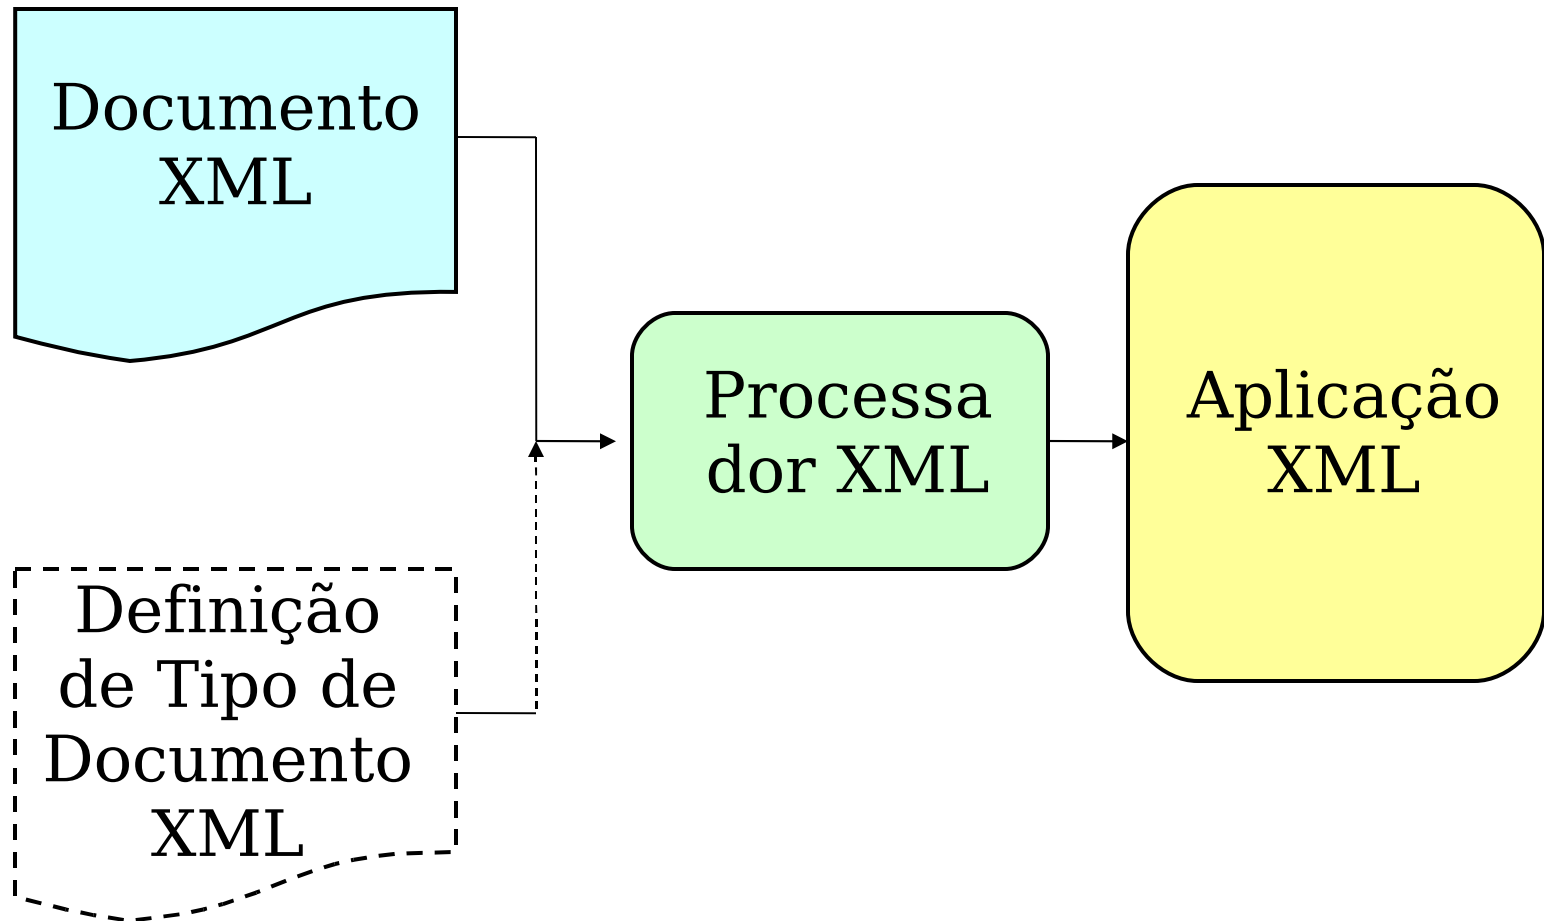 Documento
XML
Processa
dor XML
Aplicação
XML
Definição
de Tipo de
Documento
XML